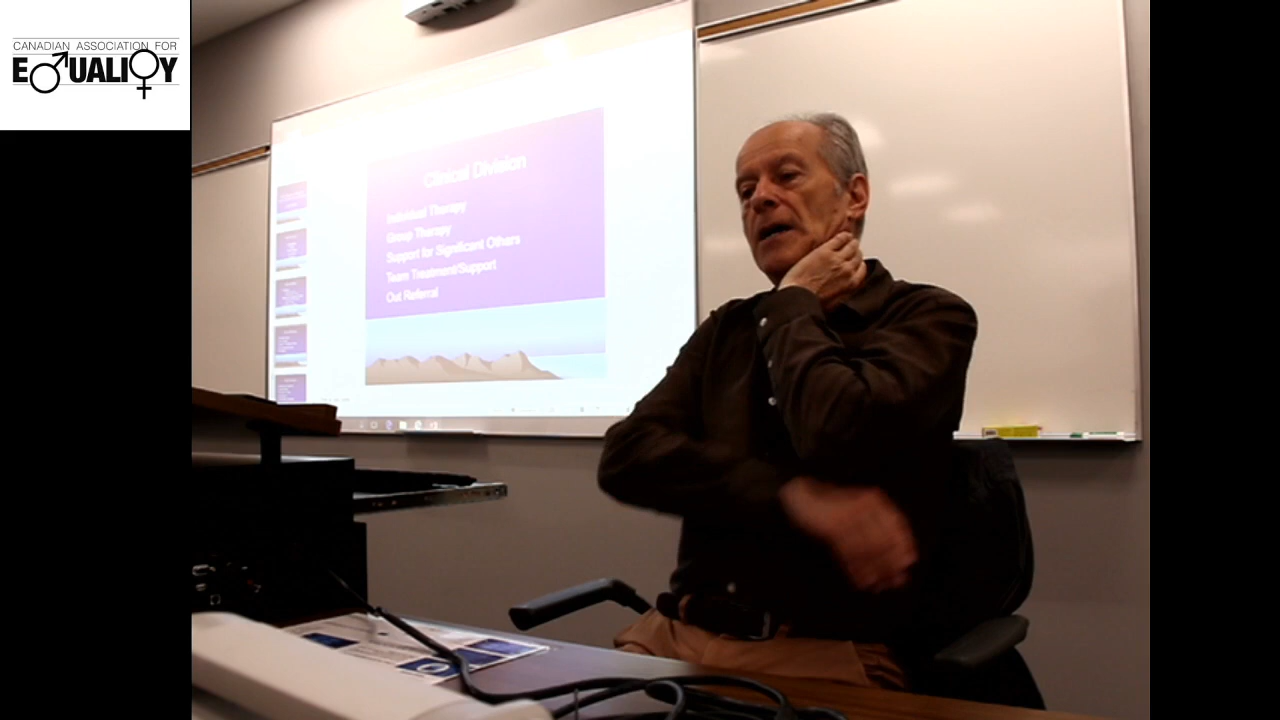 CANADIAN ASSOCIATION FOR
EQUALITY
Clinical Division
Individual Therapy
Group Therapy
Support for Significant Others
Team Treatment/Support
Out Referral